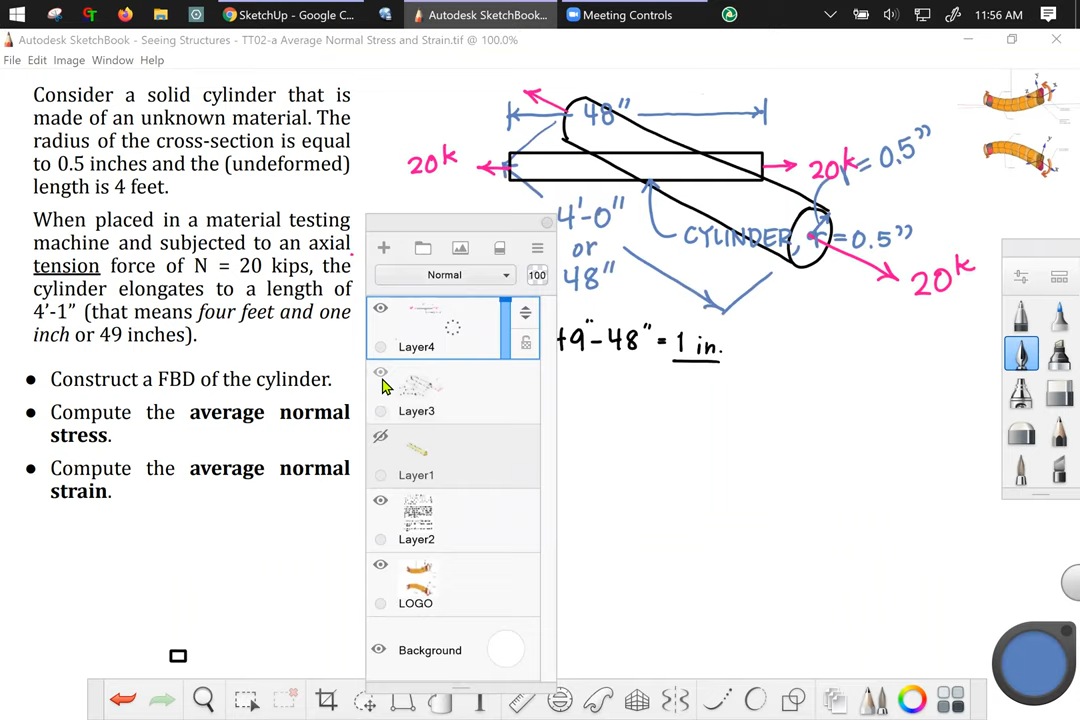 SketchUp - Google C...
Autodesk SketchBook...
Meeting Controls
11:56 AM
Autodesk SketchBook - Seeing Structures - TT02-a Average Normal Stress and Strain.tif @ 100.0%
File Edit Image Window Help
Consider a solid cylinder that is
made of an unknown material. The
radius of the cross-section is equal
to 0.5 inches and the (undeformed)
length is 4 feet.
When placed in a material testing
machine and subjected to an axial
tension force of N = 20 kips, the
cylinder elongates to a length of
4'-1" (that means four feet and one
inch or 49 inches).
● Construct a FBD of the cylinder.
● Compute the average normal
stress.
● Compute the average normal
strain.
48"
20k
20k
r = 0.5"
4'-0"
or
48"
CYLINDER, r = 0.5"
20k
49" - 48" = 1 in.
Normal
100
Layer4
Layer3
Layer1
Layer2
LOGO
Background